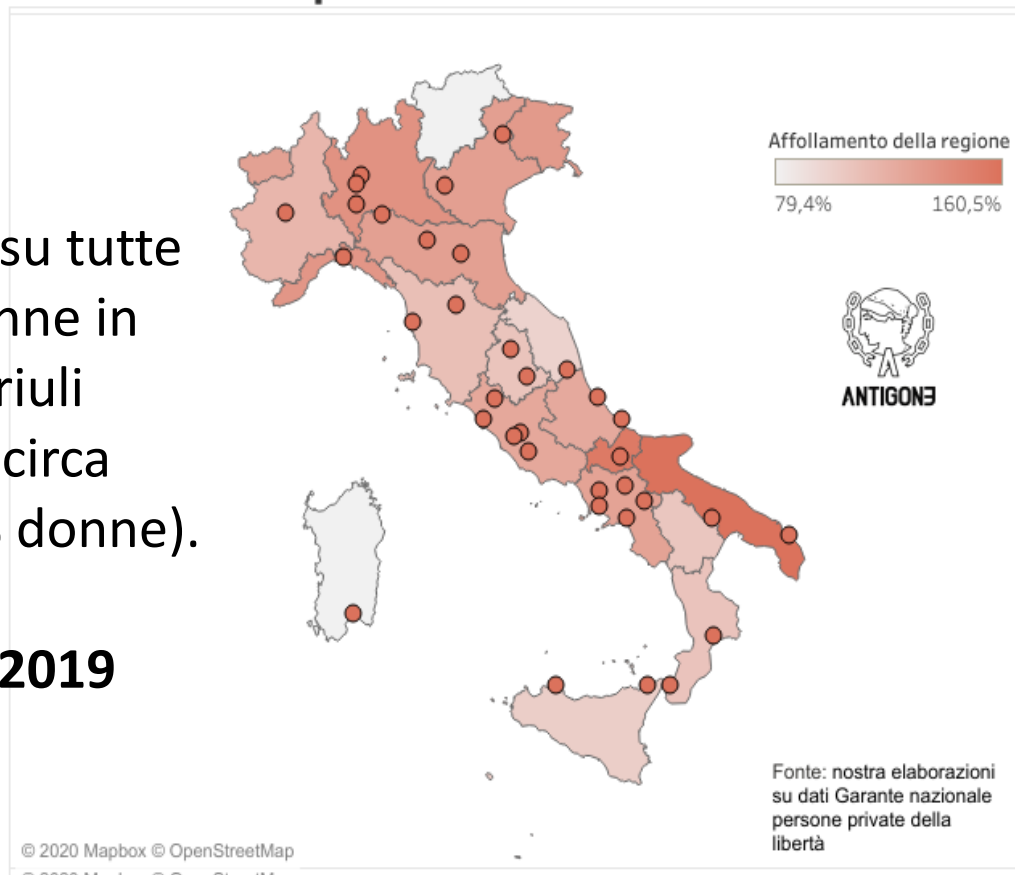 su tutte
nne in
riuli
circa
donne).
2019
Affollamento della regione
79,4%
160,5%
ANTIGONE
Fonte: nostra elaborazioni
su dati Garante nazionale
persone private della
libertà
© 2020 Mapbox © OpenStreetMap